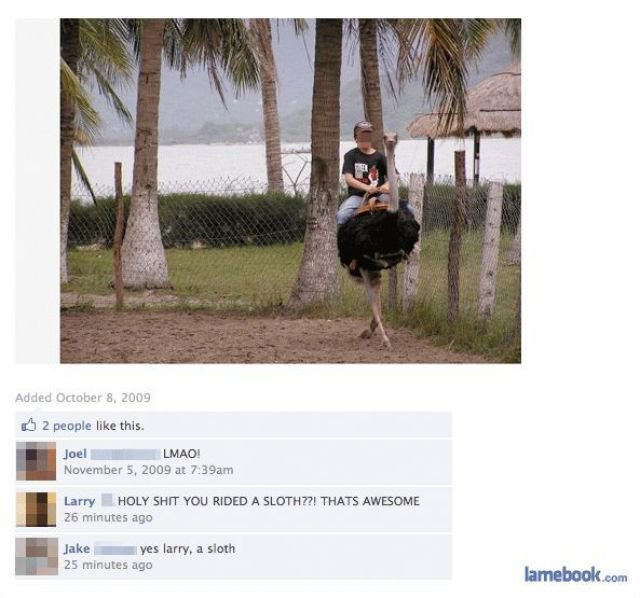 Added October 8, 2009
2 people like this.
Joel LMAO!
November 5, 2009 at 7:39am
Larry HOLY SHIT YOU RIDED A SLOTH??! THATS AWESOME
26 minutes ago
Jake yes larry, a sloth
25 minutes ago
lamebook.com